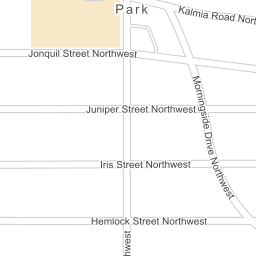 Park
Kalmia Road Nort
Jonquil Street Northwest
Morningside Drive Northwest
Juniper Street Northwest
Iris Street Northwest
Hemlock Street Northwest
hwest